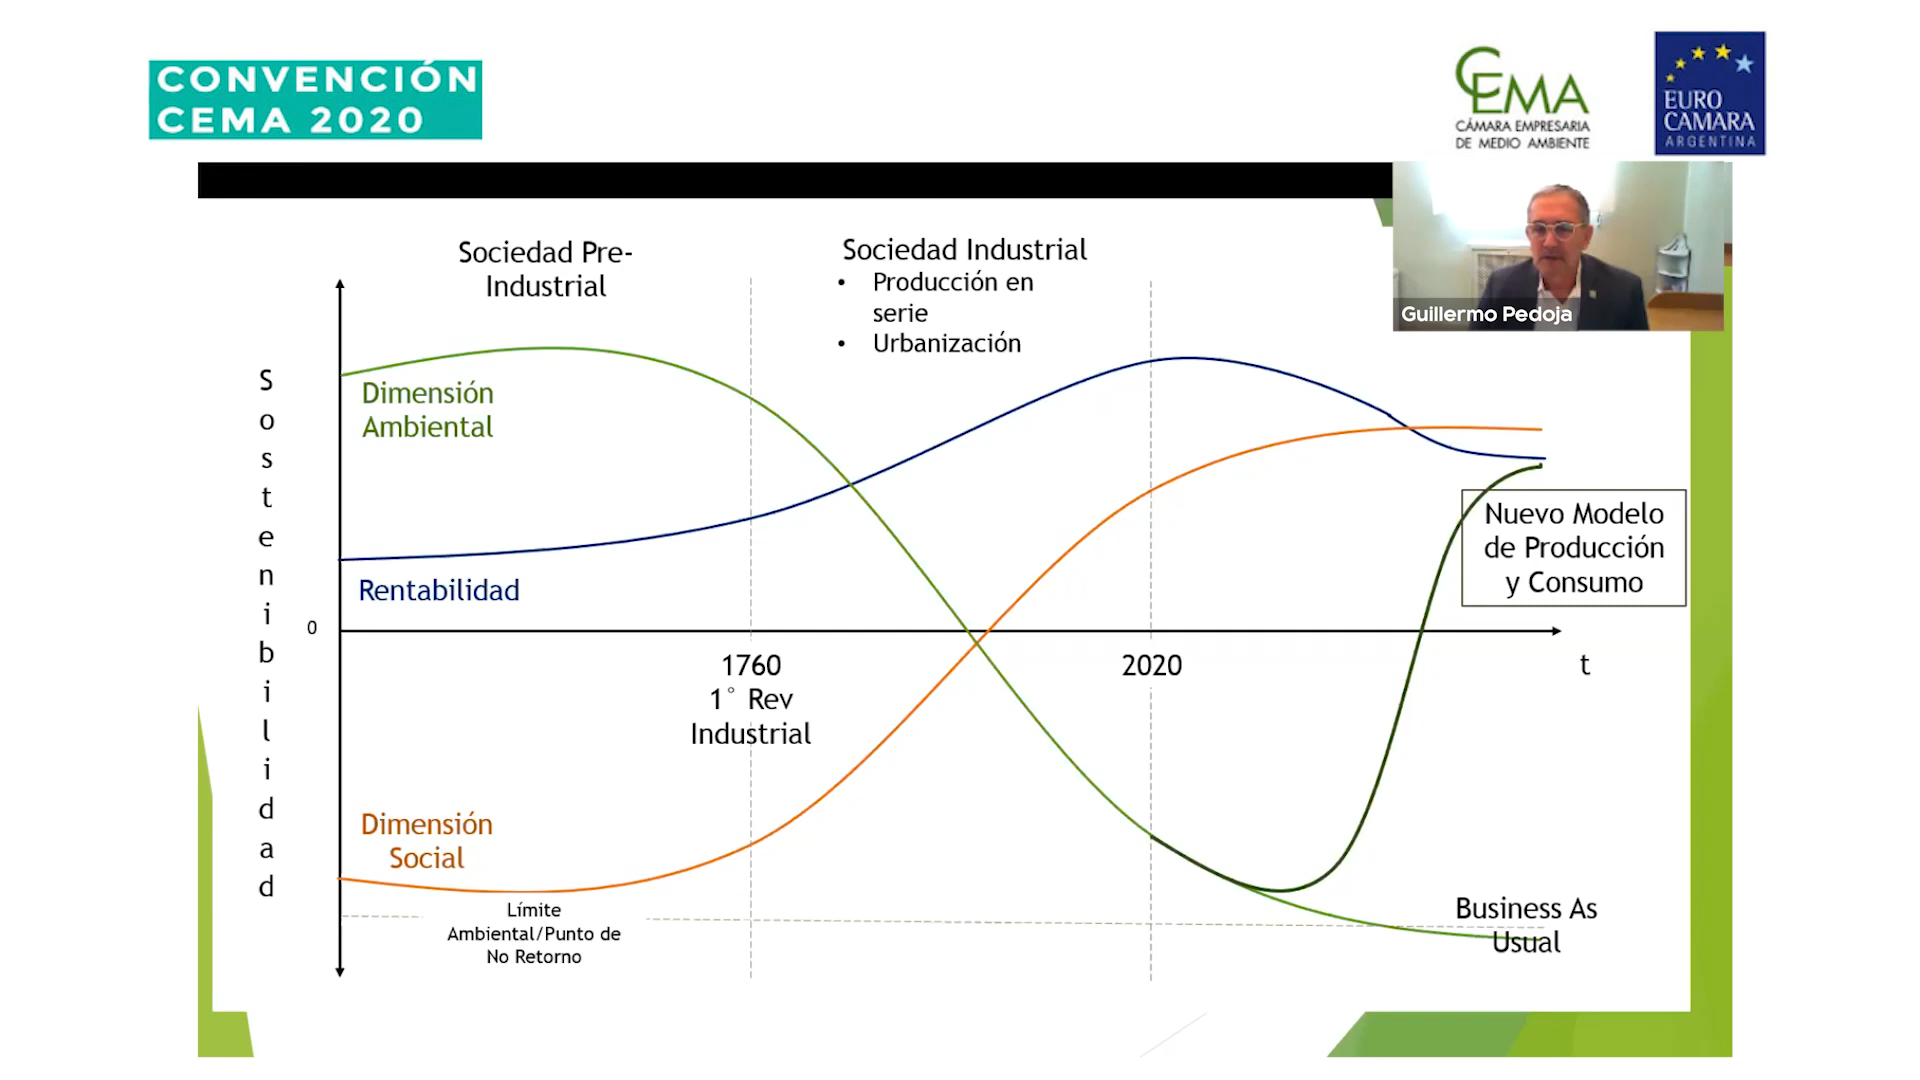 CONVENCIÓN
CEMA 2020
CEMA
CÁMARA EMPRESARIA
DE MEDIO AMBIENTE
EURO
CAMARA
ARGENTINA
Guillermo Pedoja
Sociedad Pre-
Industrial
Sociedad Industrial
• Producción en
serie
• Urbanización
Sostenibilidad
Dimensión
Ambiental
Rentabilidad
0
1760
1° Rev
Industrial
2020
t
Nuevo Modelo
de Producción
y Consumo
Dimensión
Social
Límite
Ambiental/Punto de
No Retorno
Business As
Usual